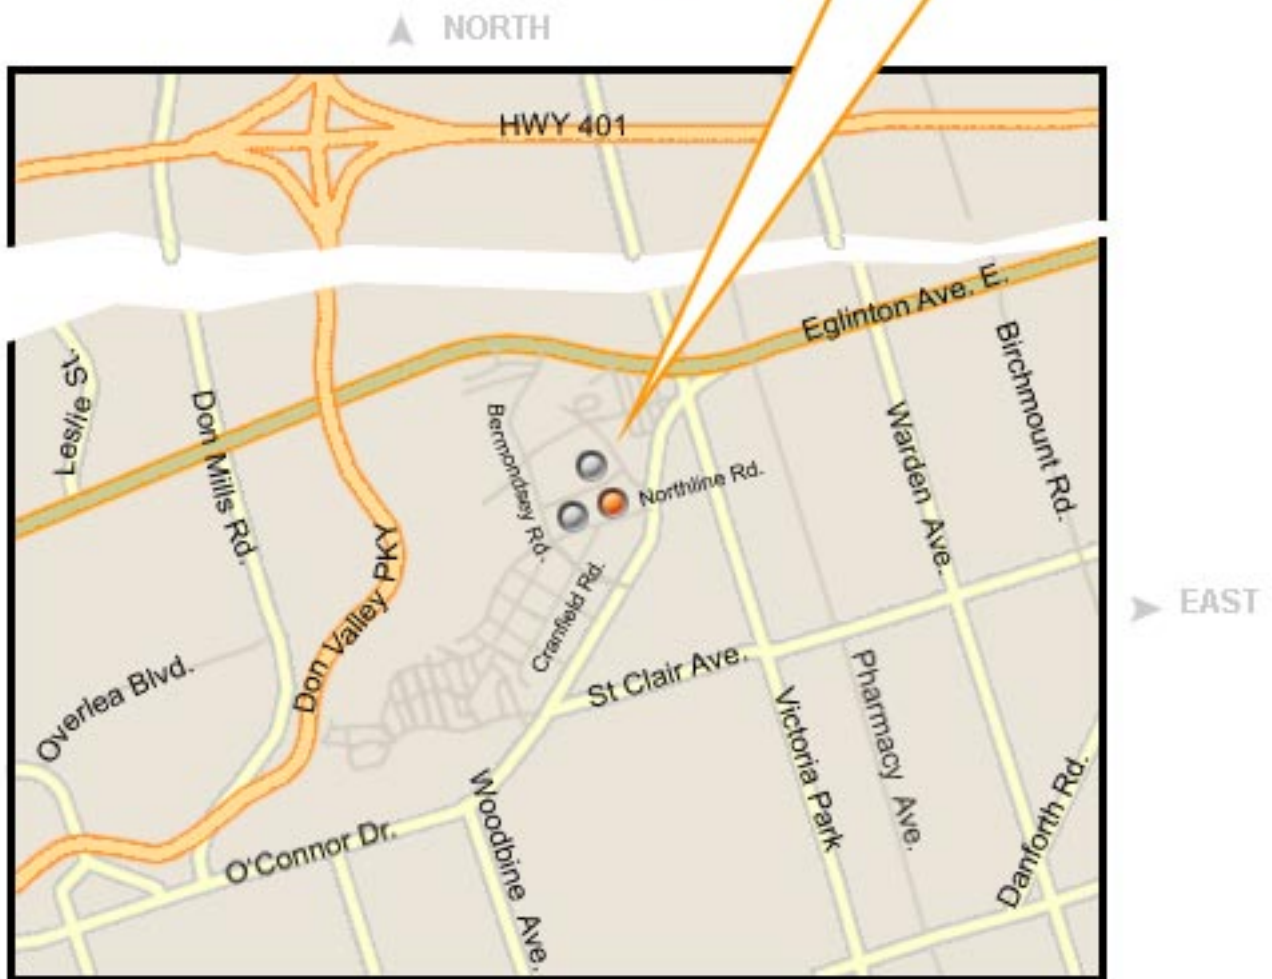 NORTH
HWY 401
Eglinton Ave. E.
Leslie St.
Don Mills Rd.
Bermondsey Rd.
Northline Rd.
Warden Ave.
Birchmount Rd.
Don Valley PKY
Cranfield Rd.
EAST
Overlea Blvd.
St Clair Ave.
Victoria Park
Pharmacy Ave.
Danforth Rd.
O'Connor Dr.
Woodbine Ave.